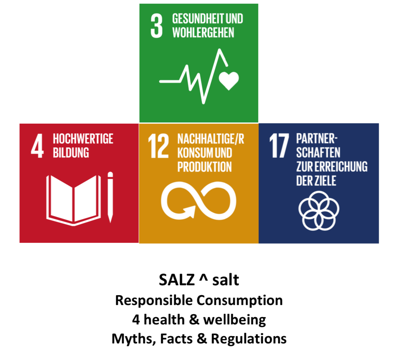 3 GESUNDHEIT UND
WOHLERGEHEN
4 HOCHWERTIGE
BILDUNG
12 NACHHALTIGE/R
KONSUM UND
PRODUKTION
17 PARTNER-
SCHAFTEN
ZUR ERREICHUNG
DER ZIELE
SALZ ^ salt
Responsible Consumption
4 health & wellbeing
Myths, Facts & Regulations